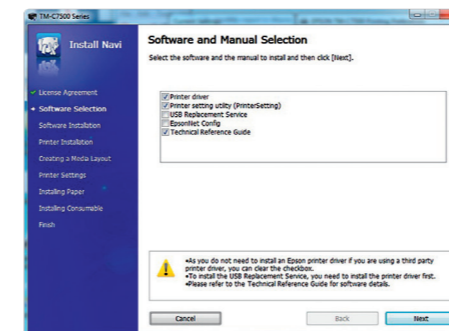 TM-C7500 Series
Install Navi
License Agreement
Software Selection
Software Installation
Printer Installation
Creating a Media Layout
Printer Settings
Installing Paper
Installing Consumable
Finish
Software and Manual Selection
Select the software and the manual to install and then click [Next].
Printer driver
Printer setting utility (PrinterSetting)
USB Replacement Service
EpsonNet Config
Technical Reference Guide
•As you do not need to install an Epson printer driver if you are using a third party
printer driver, you can clear the checkbox.
•To install the USB Replacement Service, you need to install the printer driver first.
•Please refer to the Technical Reference Guide for software details.
Cancel
Back
Next